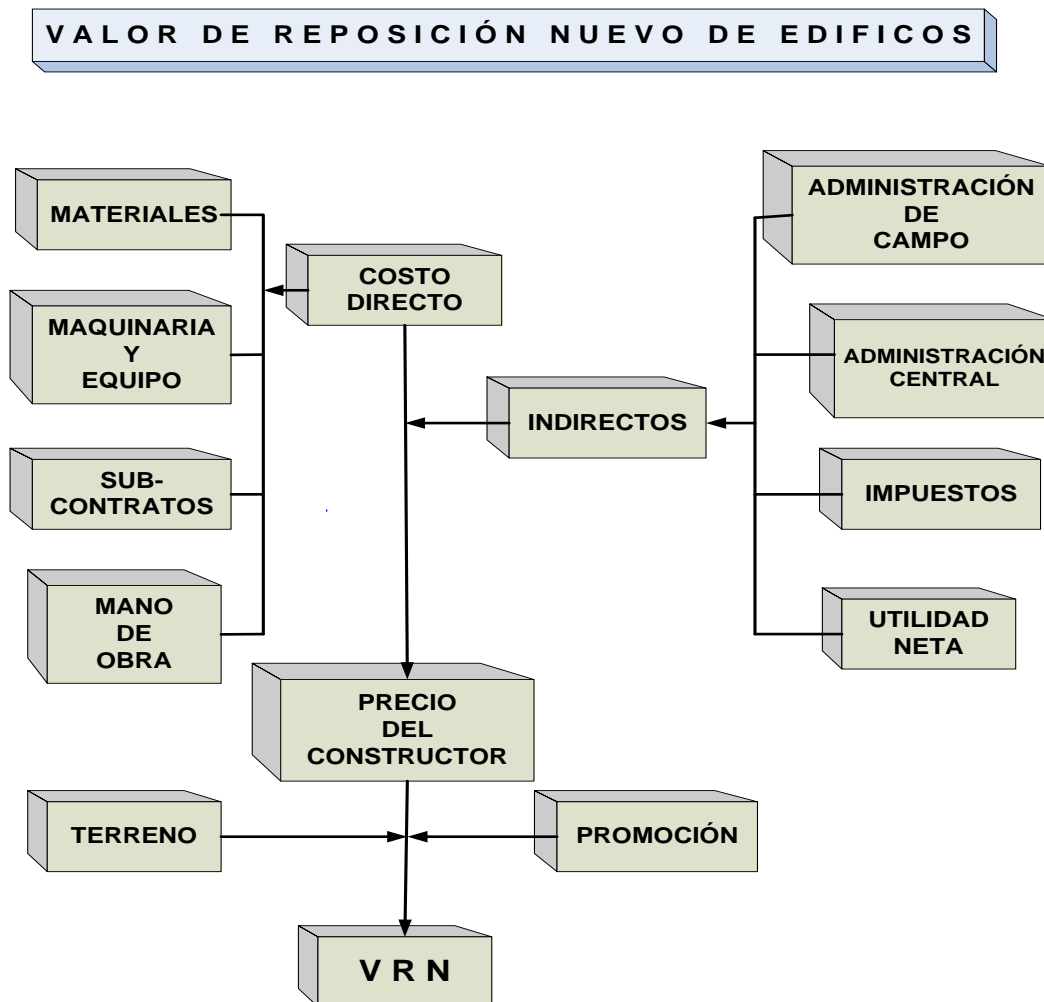 VALOR DE REPOSICIÓN NUEVO DE EDIFICOS
MATERIALES
MAQUINARIA
Y
EQUIPO
SUB-
CONTRATOS
MANO
DE
OBRA
COSTO
DIRECTO
INDIRECTOS
ADMINISTRACIÓN
DE
CAMPO
ADMINISTRACIÓN
CENTRAL
IMPUESTOS
UTILIDAD
NETA
PRECIO
DEL
CONSTRUCTOR
TERRENO
PROMOCIÓN
V R N